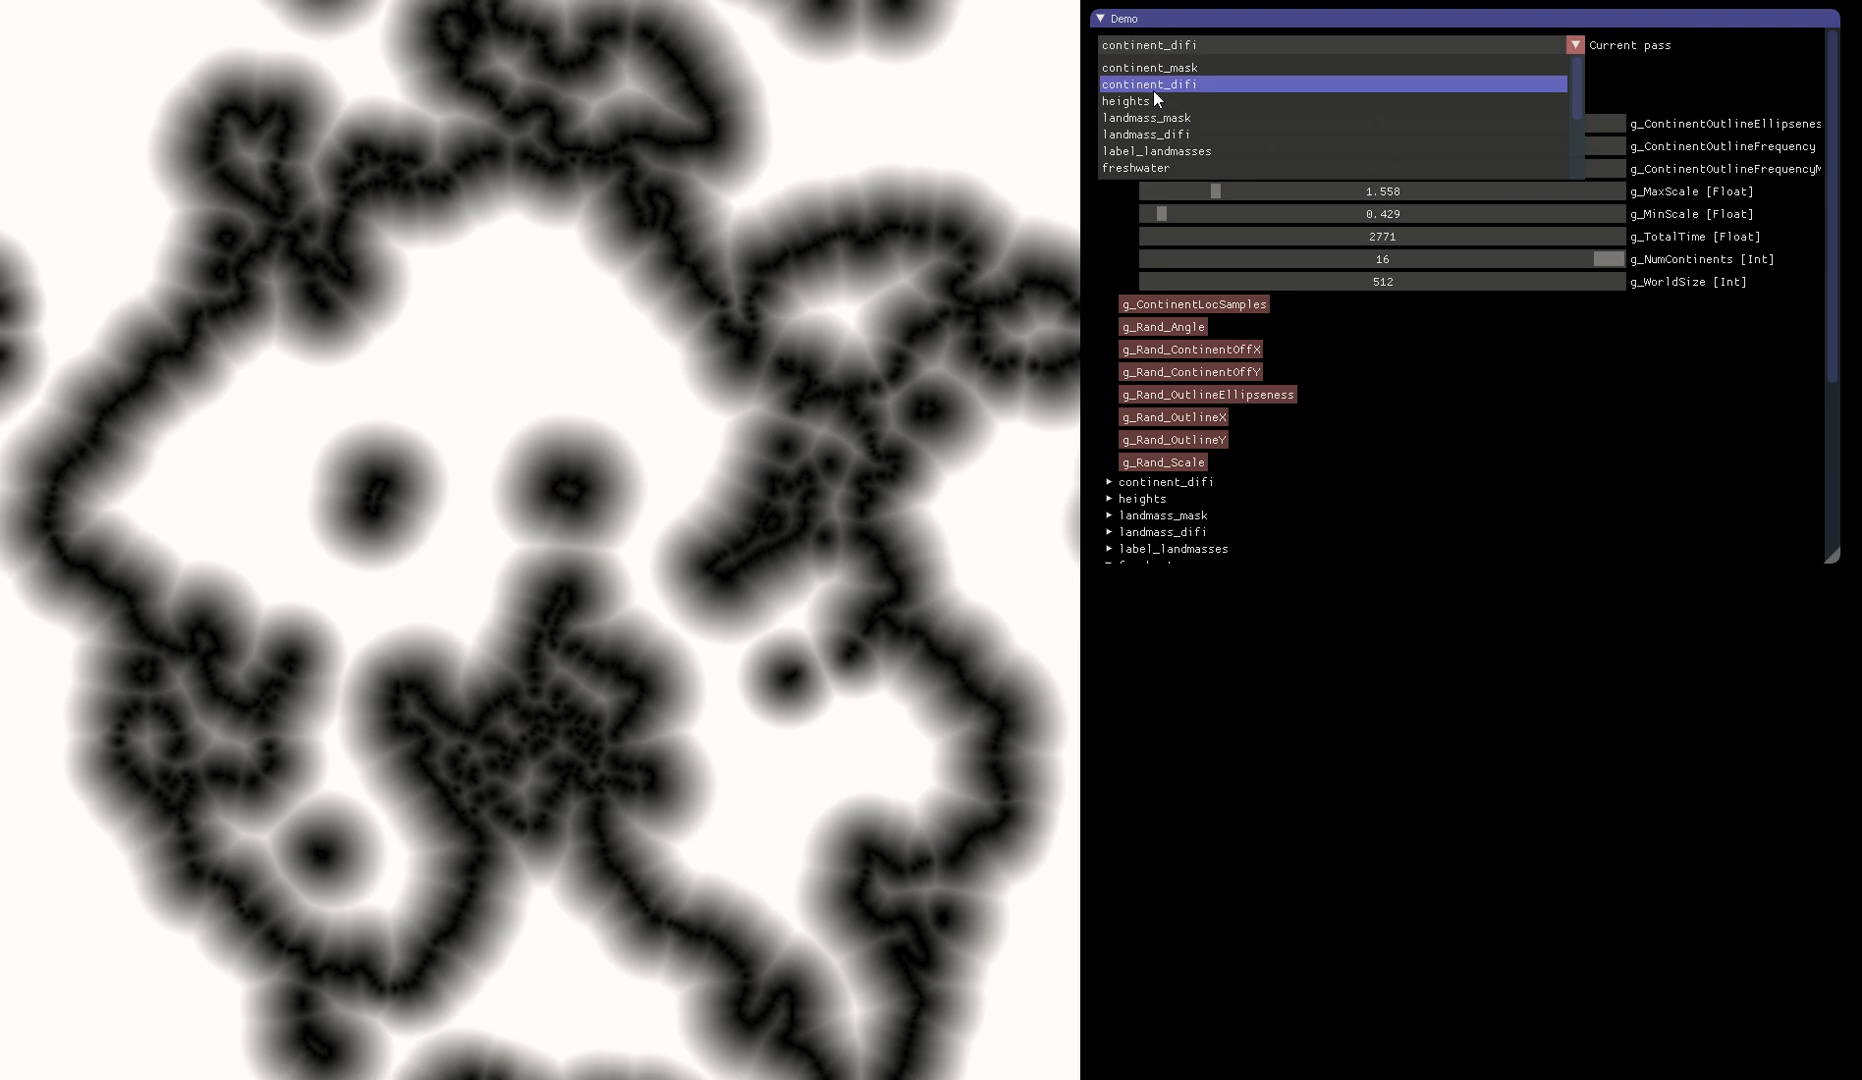 Demo
continent_difi Current pass
continent_mask
continent_difi
heights
landmass_mask
landmass_difi
label_landmasses
freshwater
g_ContinentOutlineEllipsenes
g_ContinentOutlineFrequency
g_ContinentOutlineFrequency
1.558 g_MaxScale [Float]
0.429 g_MinScale [Float]
2771 g_TotalTime [Float]
16 g_NumContinents [Int]
512 g_WorldSize [Int]
g_ContinentLocSamples
g_Rand_Angle
g_Rand_ContinentOffX
g_Rand_ContinentOffY
g_Rand_OutlineEllipseness
g_Rand_OutlineX
g_Rand_OutlineY
g_Rand_Scale
continent_difi
heights
landmass_mask
landmass_difi
label_landmasses